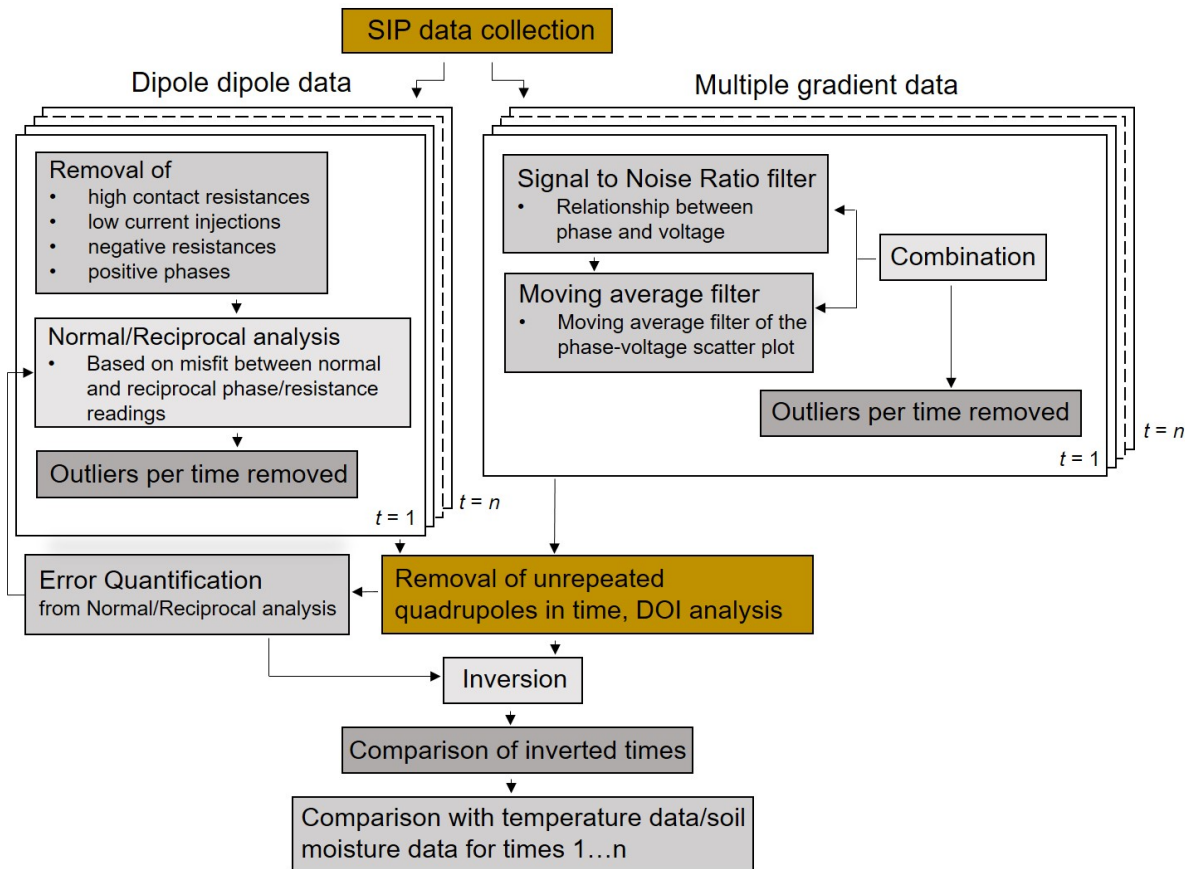 SIP data collection
Dipole dipole data
Removal of
• high contact resistances
• low current injections
• negative resistances
• positive phases
Normal/Reciprocal analysis
• Based on misfit between normal
and reciprocal phase/resistance
readings
Outliers per time removed
t = 1
t = n
Multiple gradient data
Signal to Noise Ratio filter
• Relationship between
phase and voltage
Moving average filter
• Moving average filter of the
phase-voltage scatter plot
Combination
Outliers per time removed
t = 1
t = n
Error Quantification
from Normal/Reciprocal analysis
Removal of unrepeated
quadrupoles in time, DOI analysis
Inversion
Comparison of inverted times
Comparison with temperature data/soil
moisture data for times 1...n